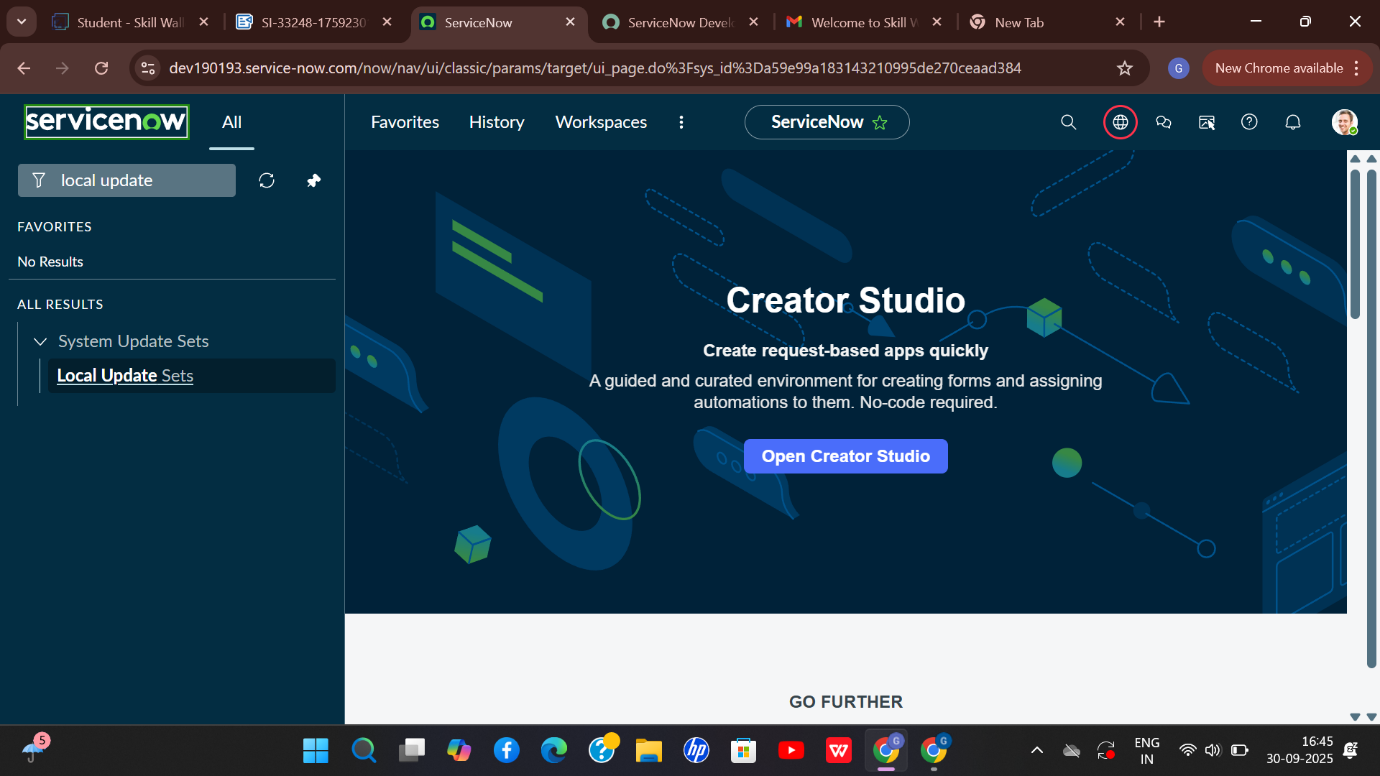 Student - Skill Wall
SI-33248-1759230
ServiceNow
ServiceNow Devel
Welcome to Skill W
New Tab
dev190193.service-now.com/now/nav/ui/classic/params/target/ui_page.do%3Fsys_id%3Da59e99a183143210995de270ceaad384
G
New Chrome available
servicenow
All
Favorites
History
Workspaces
ServiceNow
local update
FAVORITES
No Results
ALL RESULTS
System Update Sets
Local Update Sets
Creator Studio
Create request-based apps quickly
A guided and curated environment for creating forms and assigning
automations to them. No-code required.
Open Creator Studio
GO FURTHER
5
hp
W
G
G
ENG
IN
16:45
30-09-2025